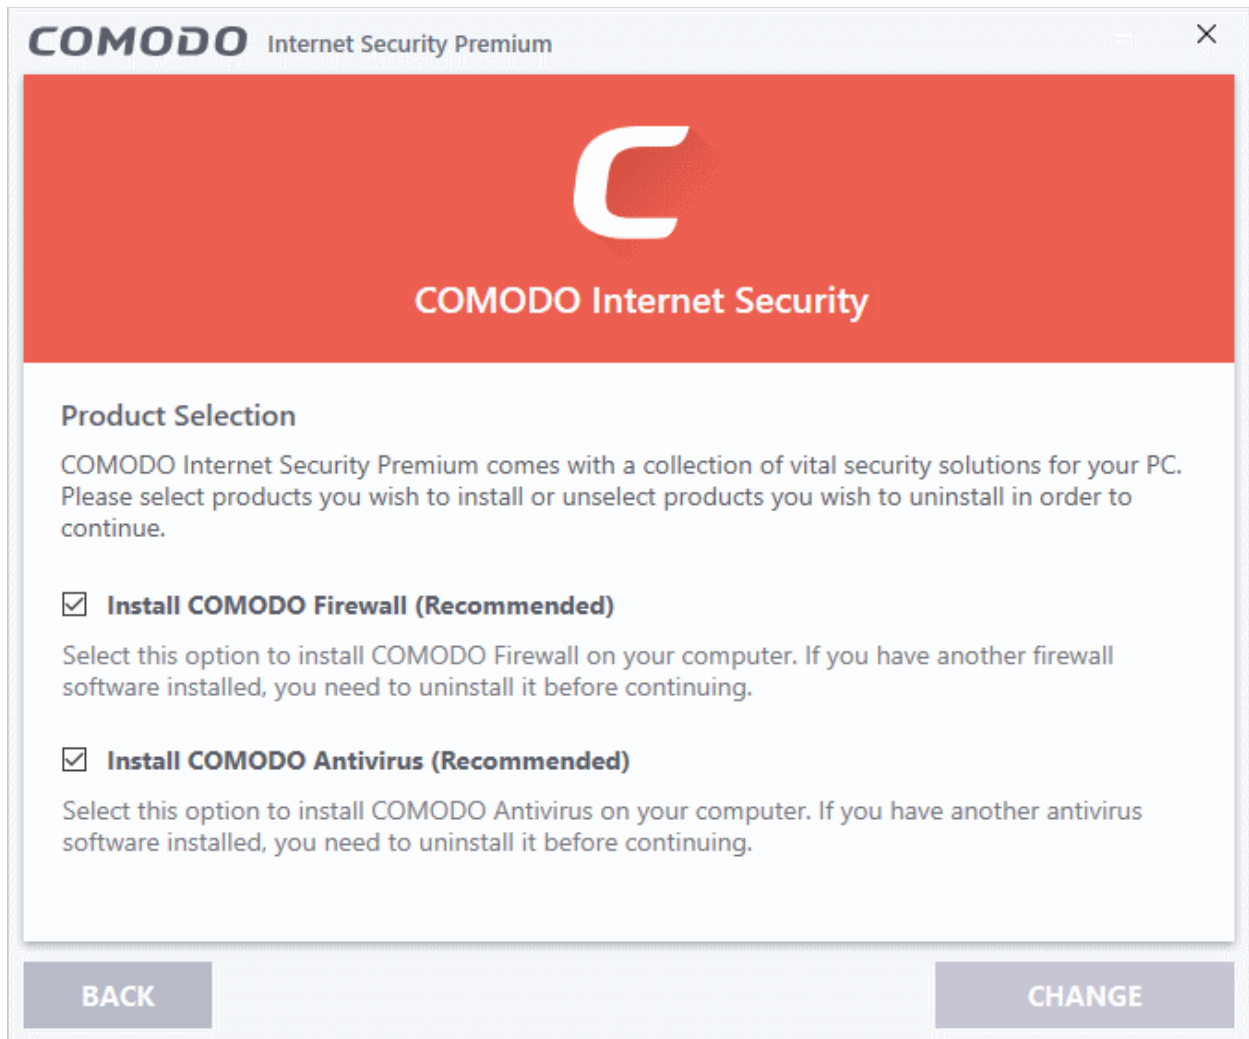 COMODO Internet Security Premium
COMODO Internet Security
Product Selection
COMODO Internet Security Premium comes with a collection of vital security solutions for your PC.
Please select products you wish to install or unselect products you wish to uninstall in order to
continue.
Install COMODO Firewall (Recommended)
Select this option to install COMODO Firewall on your computer. If you have another firewall
software installed, you need to uninstall it before continuing.
Install COMODO Antivirus (Recommended)
Select this option to install COMODO Antivirus on your computer. If you have another antivirus
software installed, you need to uninstall it before continuing.
BACK
CHANGE